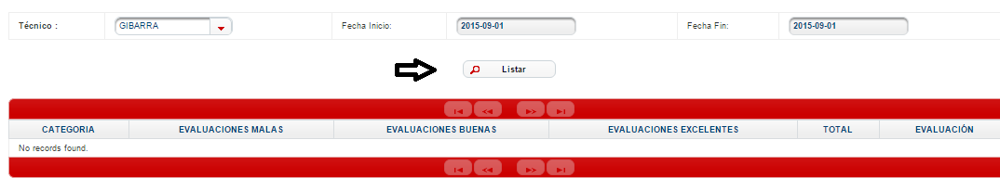 Técnico : GIBARRA Fecha Inicio: 2015-09-01 Fecha Fin: 2015-09-01
Listar
CATEGORIA EVALUACIONES MALAS EVALUACIONES BUENAS EVALUACIONES EXCELENTES TOTAL EVALUACIÓN
No records found.